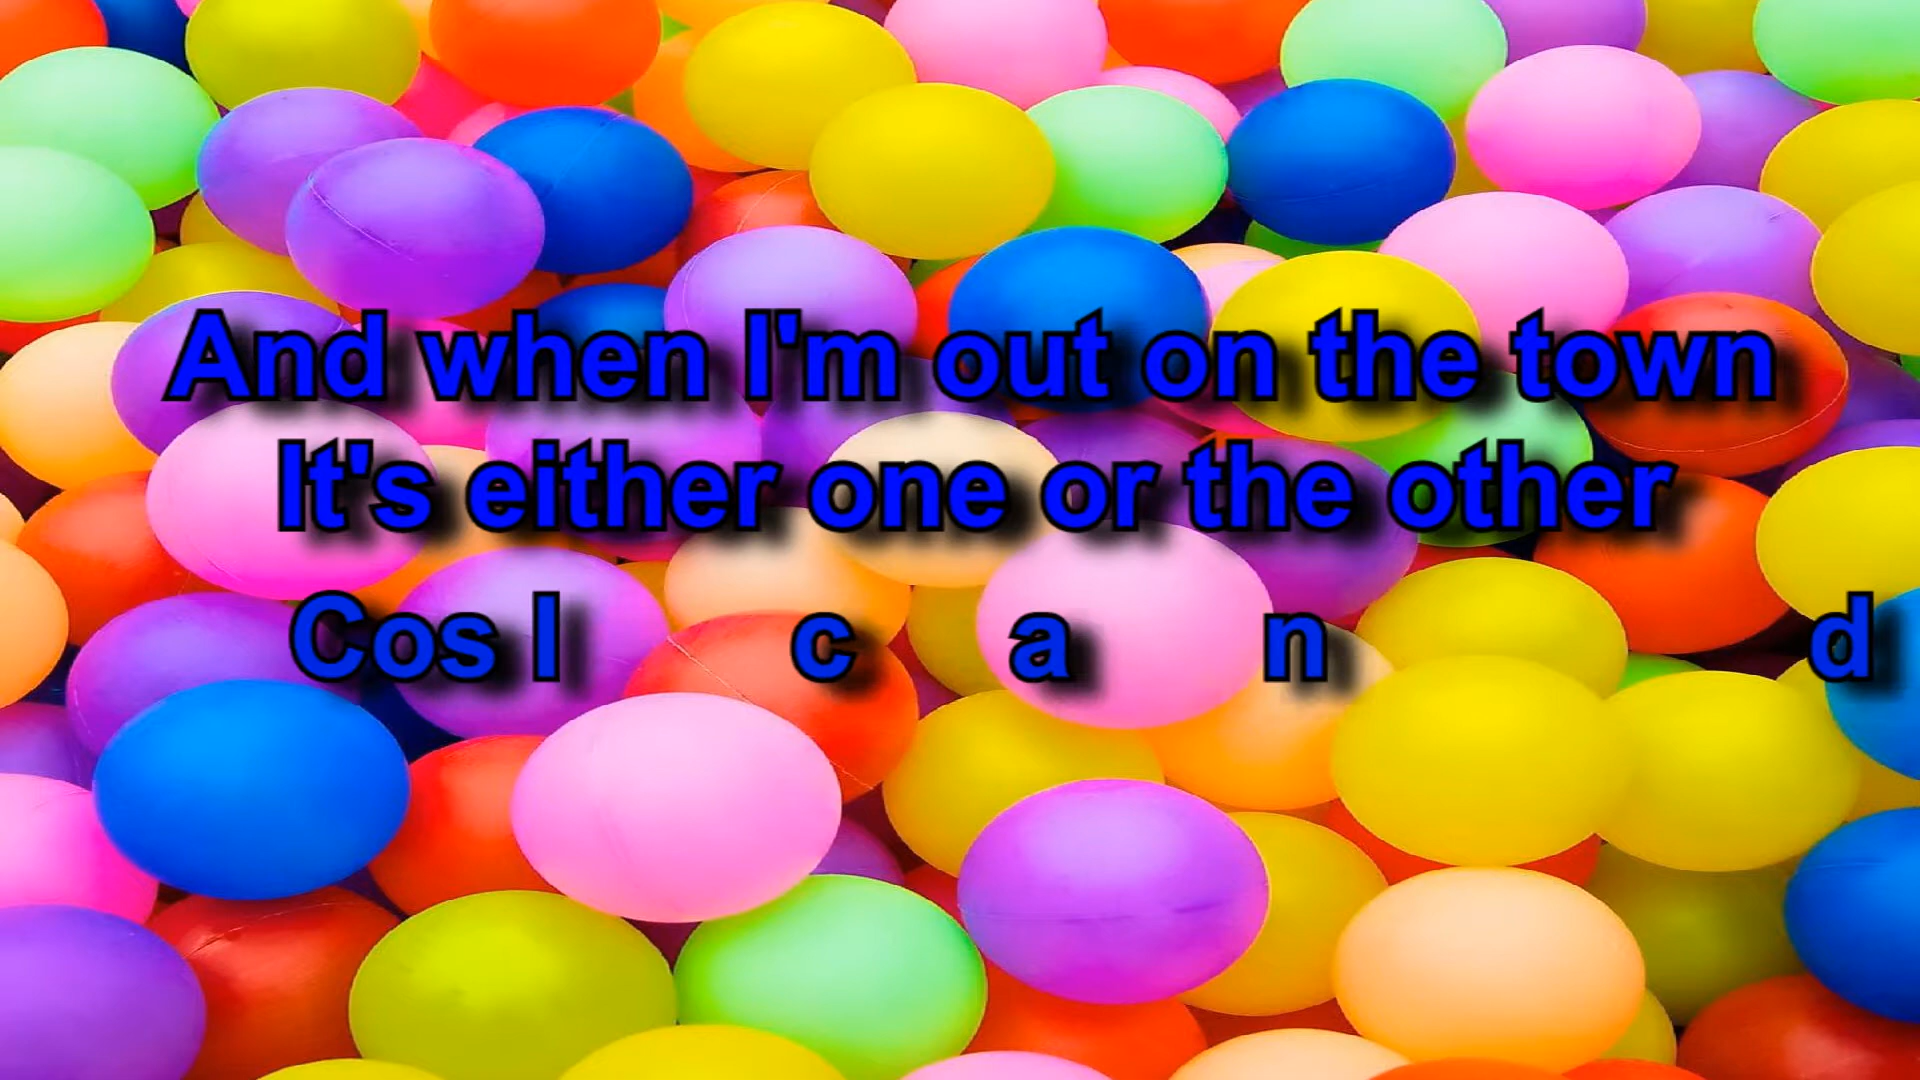 And when I'm out on the town
It's either one or the other
Cos I c a n d